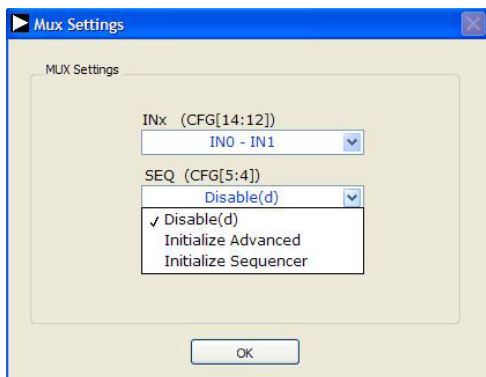 Mux Settings
MUX Settings
INx (CFG[14:12])
IN0 - IN1
SEQ (CFG[5:4])
Disable(d)
✓ Disable(d)
Initialize Advanced
Initialize Sequencer
OK